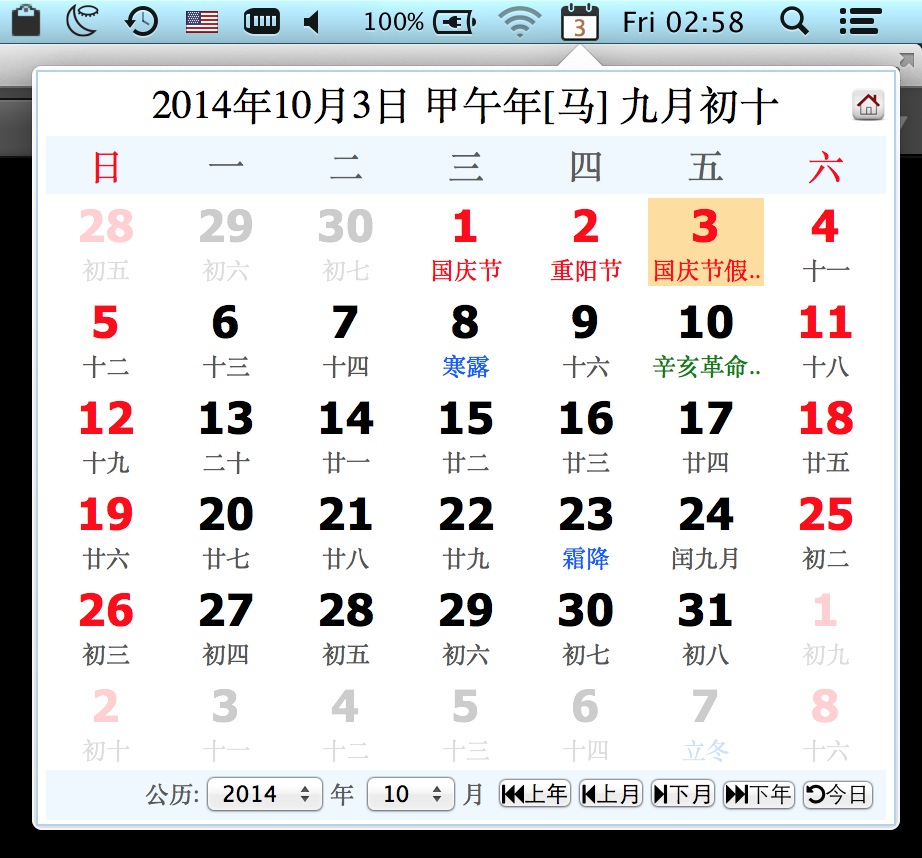 100% Fri 02:58
3
2014年10月3日 甲午年[马] 九月初十
日 一 二 三 四 五 六
28 29 30 1 2 3 4
初五 初六 初七 国庆节 重阳节 国庆节假.. 十一
5 6 7 8 9 10 11
十二 十三 十四 寒露 十六 辛亥革命.. 十八
12 13 14 15 16 17 18
十九 二十 廿一 廿二 廿三 廿四 廿五
19 20 21 22 23 24 25
廿六 廿七 廿八 廿九 霜降 闰九月 初二
26 27 28 29 30 31 1
初三 初四 初五 初六 初七 初八 初九
2 3 4 5 6 7 8
初十 十一 十二 十三 十四 立冬 十六
公历: 2014 年 10 月 上年 上月 下月 下年 今日